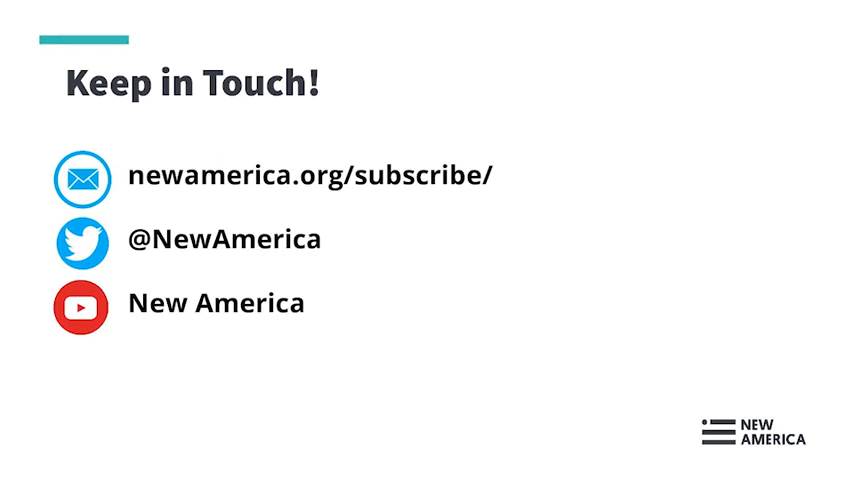 Keep in Touch!
newamerica.org/subscribe/
@NewAmerica
New America
NEW
AMERICA